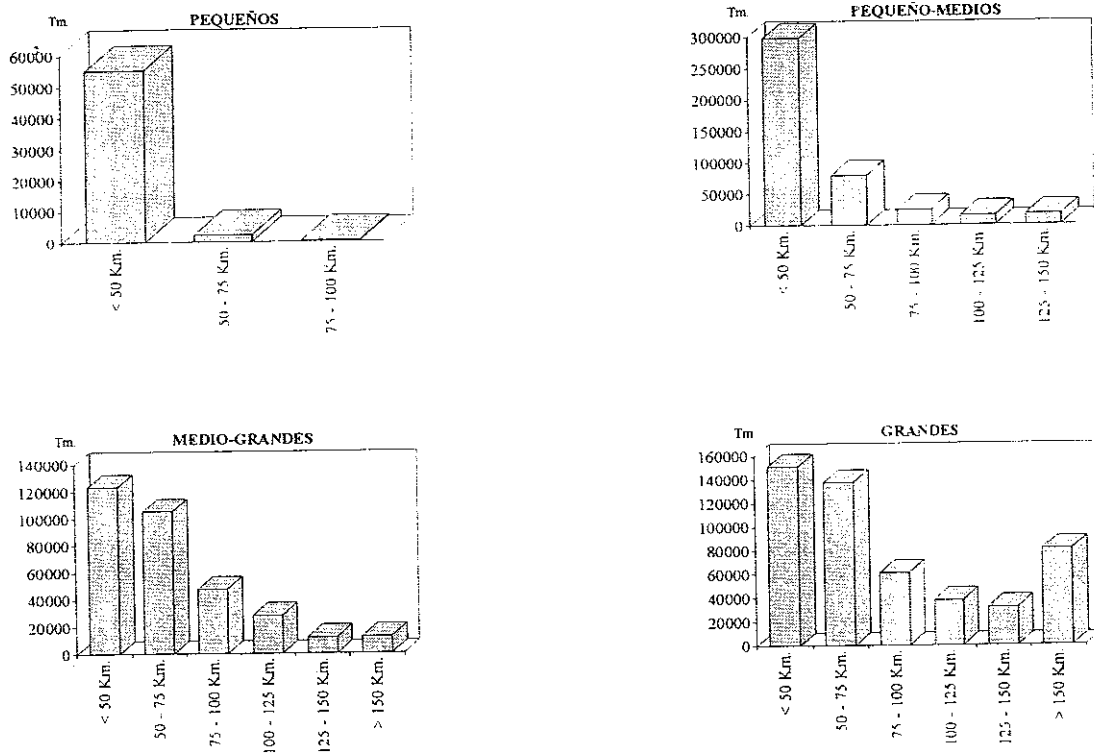 PEQUEÑOS
Tm.
60000
50000
40000
30000
20000
10000
0
< 50 Km.
50 - 75 Km.
75 - 100 Km.
PEQUEÑO-MEDIOS
Tm.
300000
250000
200000
150000
100000
50000
0
< 50 Km.
50 - 75 Km.
75 - 100 Km.
100 - 125 Km.
125 - 150 Km.
MEDIO-GRANDES
Tm.
140000
120000
100000
80000
60000
40000
20000
0
< 50 Km.
50 - 75 Km.
75 - 100 Km.
100 - 125 Km.
125 - 150 Km.
> 150 Km.
GRANDES
Tm
160000
140000
120000
100000
80000
60000
40000
20000
0
< 50 Km.
50 - 75 Km.
75 - 100 Km.
100 - 125 Km.
125 - 150 Km.
> 150 Km.